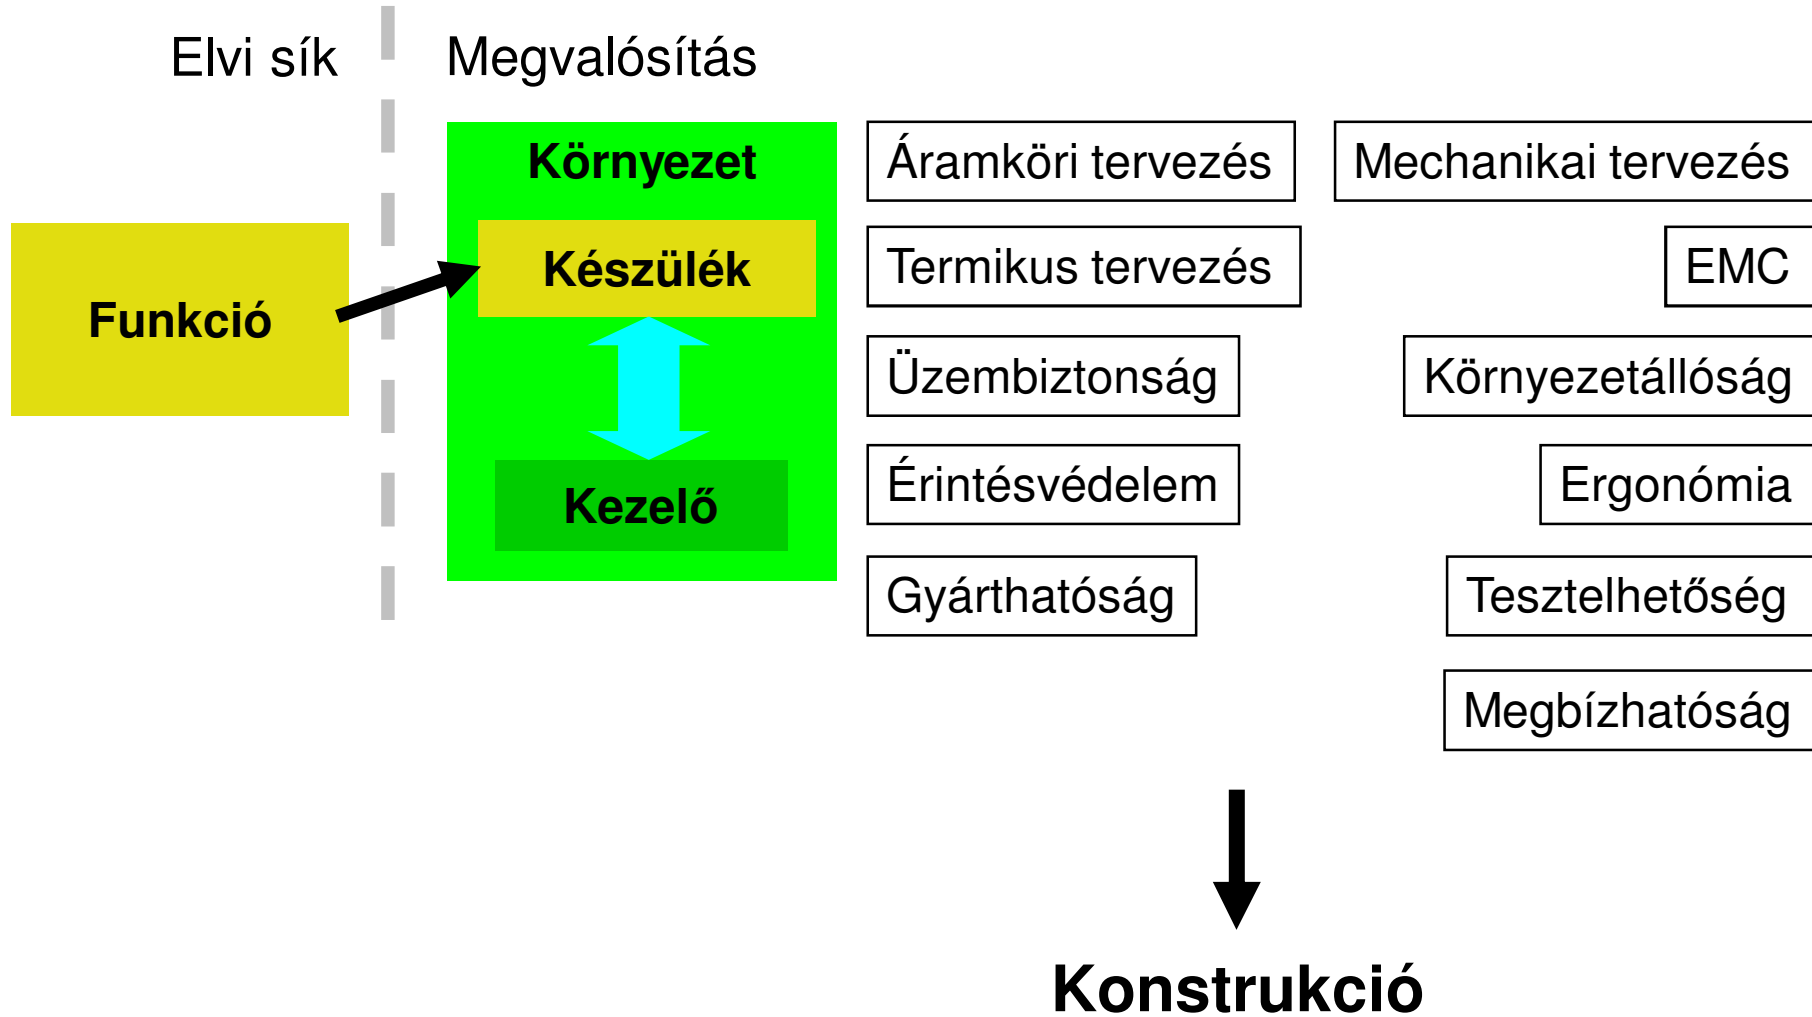 Elvi sík
Megvalósítás
Funkció
Környezet
Készülék
Kezelő
Áramköri tervezés
Mechanikai tervezés
Termikus tervezés
EMC
Üzembiztonság
Környezetállóság
Érintésvédelem
Ergonómia
Gyárthatóság
Tesztelhetőség
Megbízhatóság
Konstrukció